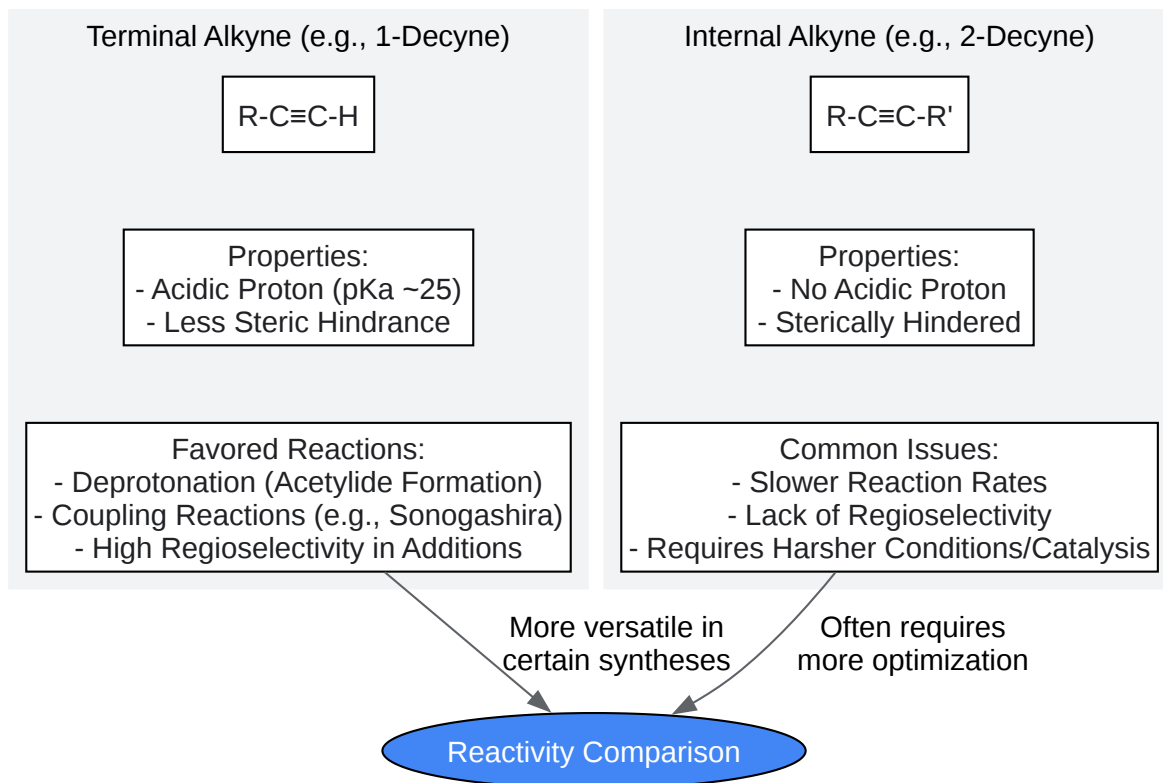 Terminal Alkyne (e.g., 1-Decyne)
R-C≡C-H
Properties:
- Acidic Proton (pKa ~25)
- Less Steric Hindrance
Favored Reactions:
- Deprotonation (Acetylide Formation)
- Coupling Reactions (e.g., Sonogashira)
- High Regioselectivity in Additions
Internal Alkyne (e.g., 2-Decyne)
R-C≡C-R'
Properties:
- No Acidic Proton
- Sterically Hindered
Common Issues:
- Slower Reaction Rates
- Lack of Regioselectivity
- Requires Harsher Conditions/Catalysis
More versatile in
certain syntheses
Often requires
more optimization
Reactivity Comparison